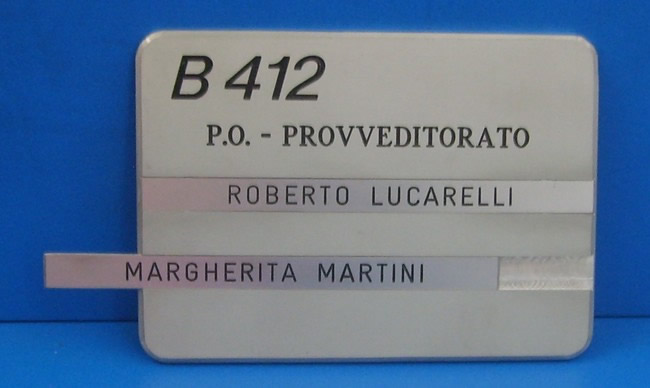 B 412
P.O. - PROVVEDITORATO
ROBERTO LUCARELLI
MARGHERITA MARTINI